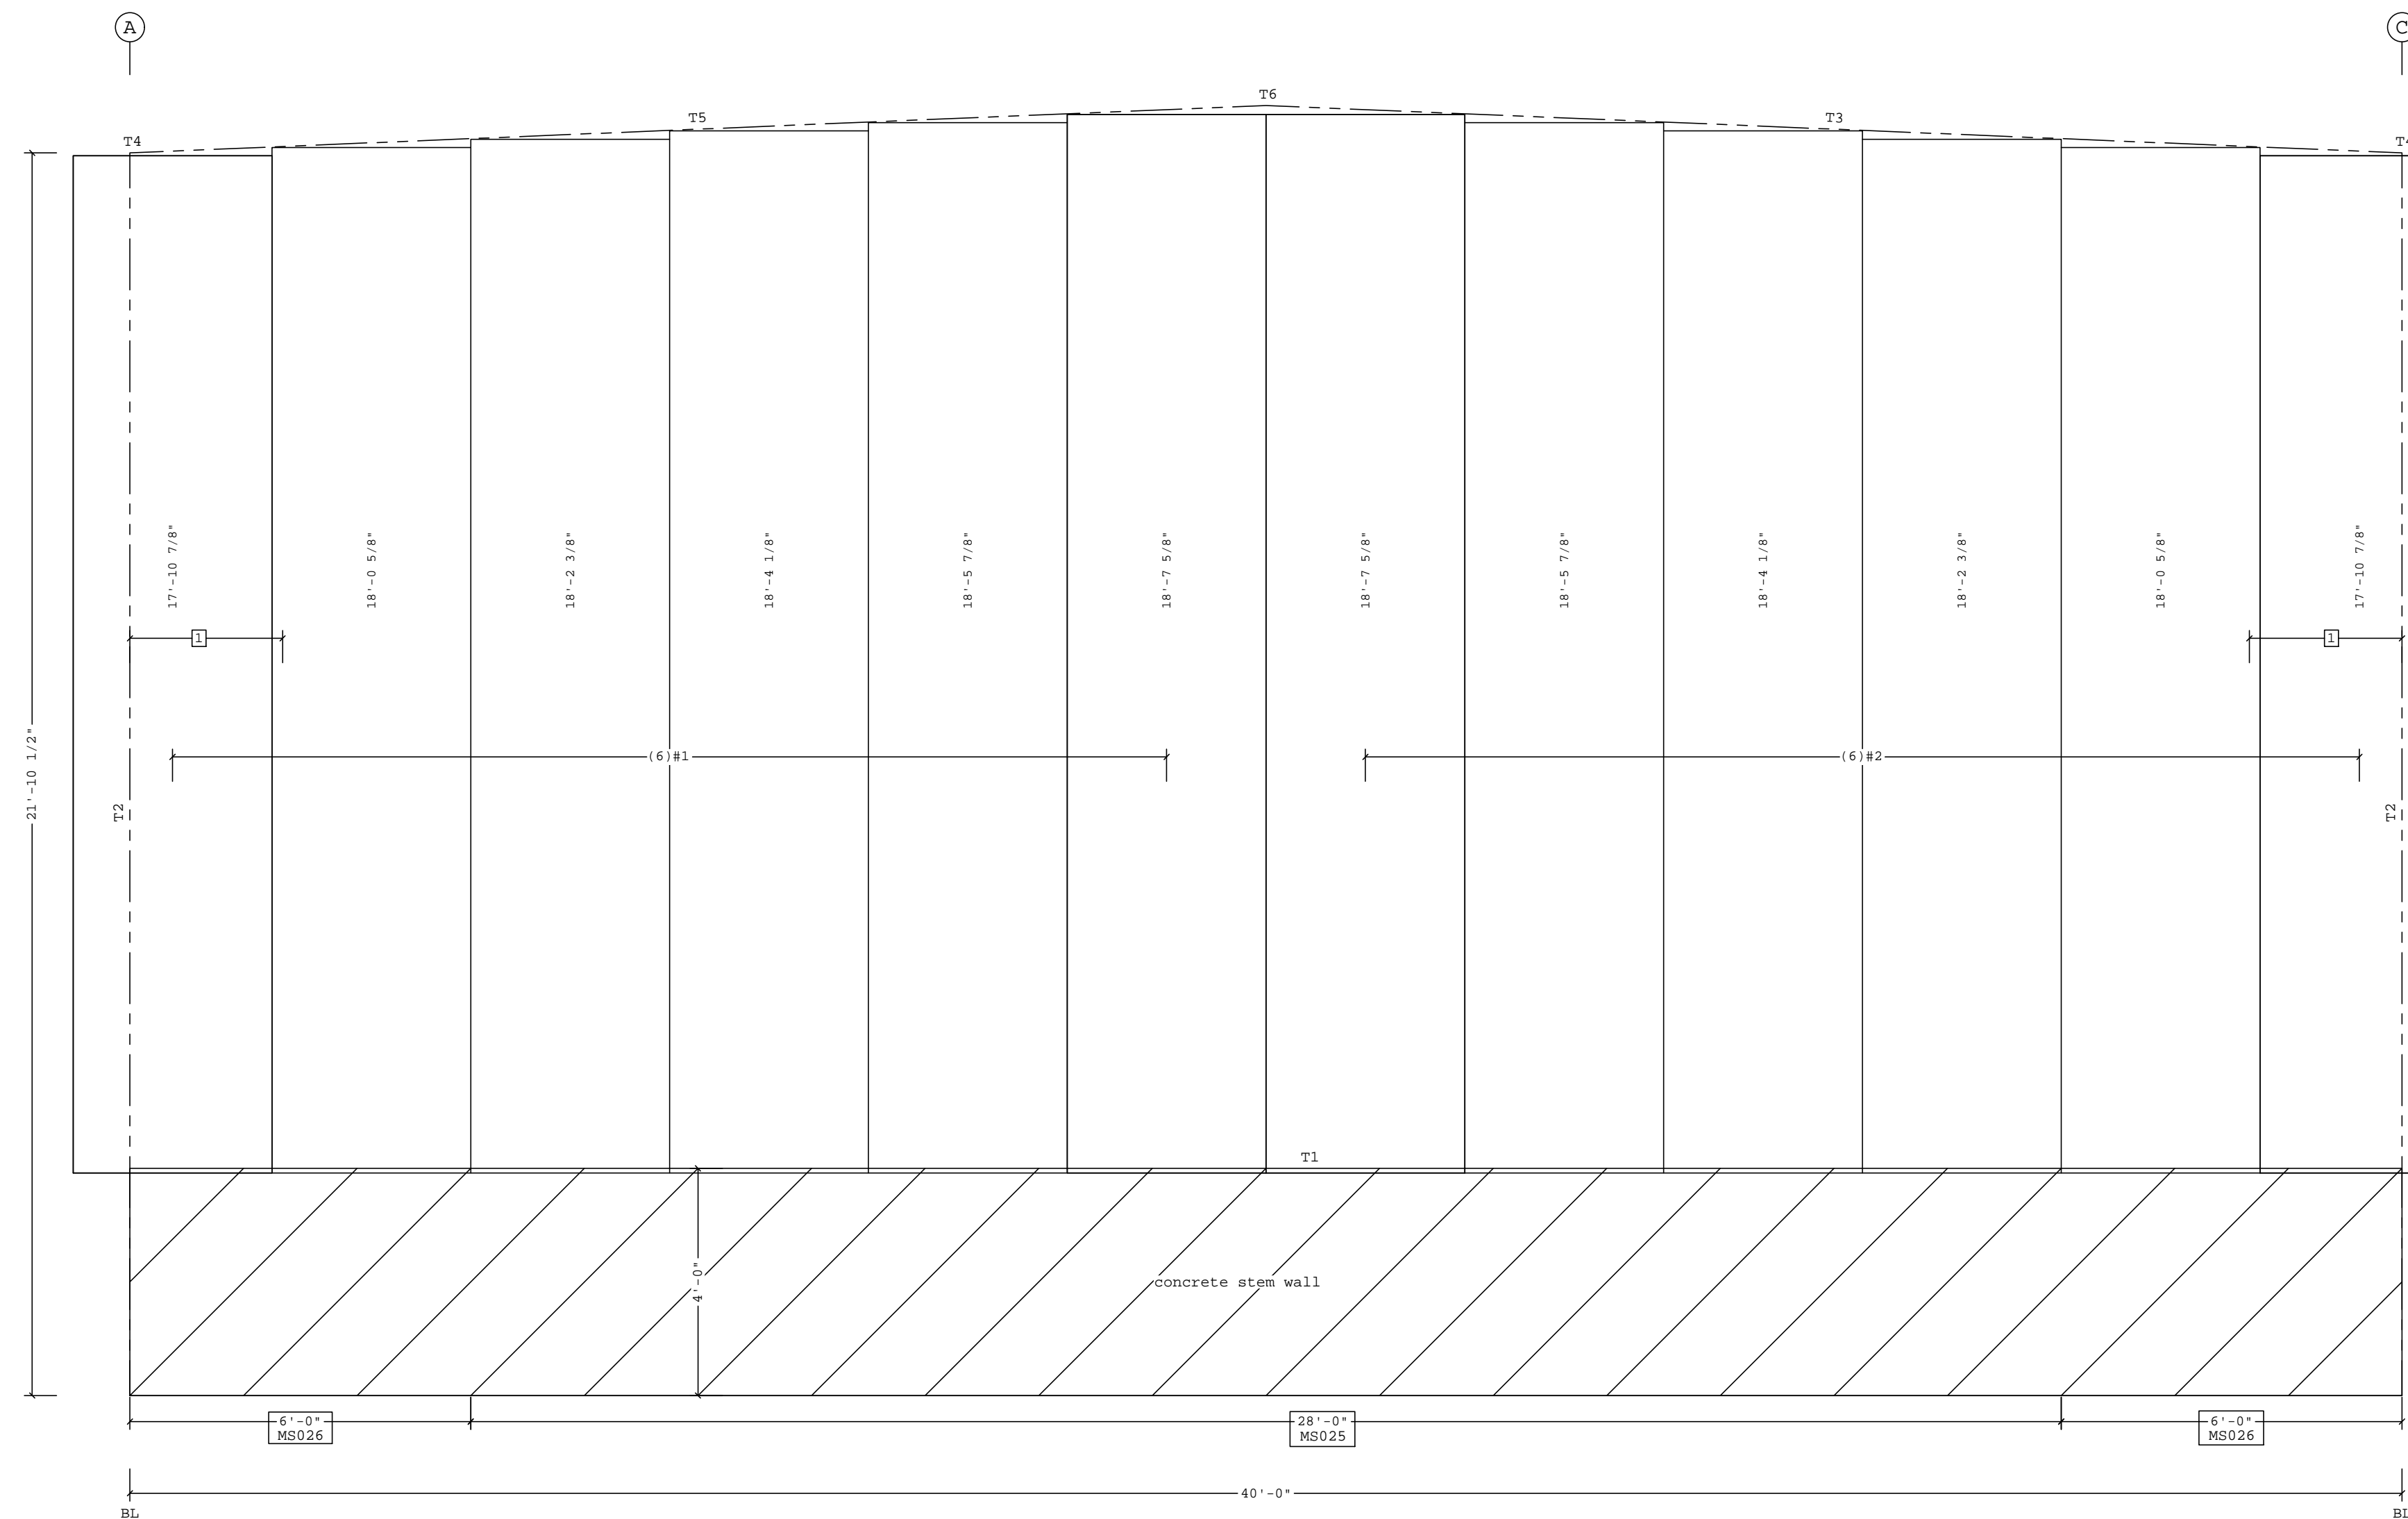 A
C
T6
T5
T3
T4
T4
17'-10 7/8"
18'-0 5/8"
18'-2 3/8"
18'-4 1/8"
18'-5 7/8"
18'-7 5/8"
18'-7 5/8"
18'-5 7/8"
18'-4 1/8"
18'-2 3/8"
18'-0 5/8"
17'-10 7/8"
1
1
21'-10 1/2"
(6)#1
(6)#2
T2
T2
T1
4'-0"
concrete stem wall
6'-0"
MS026
28'-0"
MS025
6'-0"
MS026
40'-0"
BL
BL